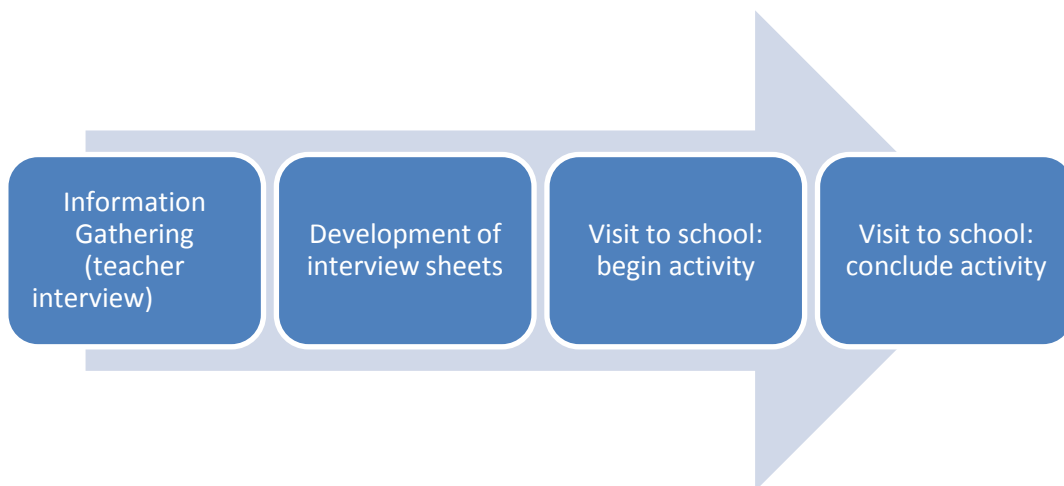 Information
Gathering
(teacher
interview)
Development of
interview sheets
Visit to school:
begin activity
Visit to school:
conclude activity